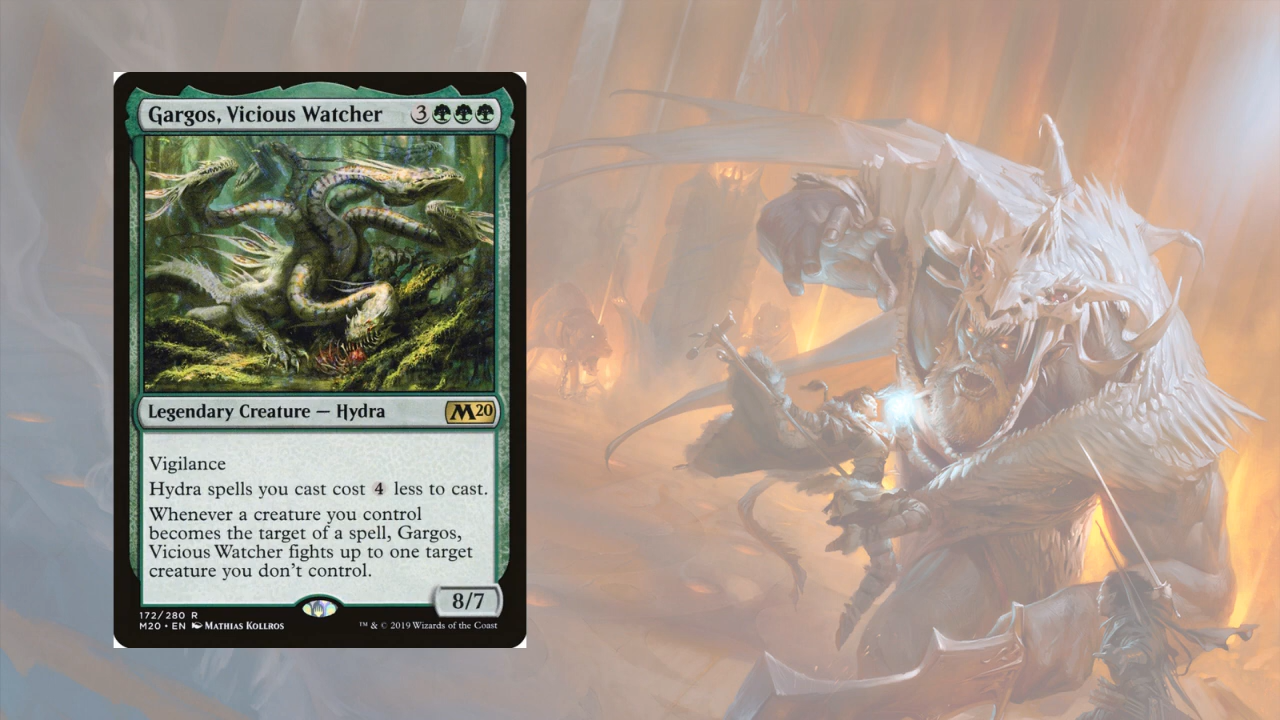 Gargos, Vicious Watcher 3
Legendary Creature — Hydra M20
Vigilance
Hydra spells you cast cost 4 less to cast.
Whenever a creature you control
becomes the target of a spell, Gargos,
Vicious Watcher fights up to one target
creature you don't control.
8/7
172/280 R
M20 • EN Mathias Kollros ™ & © 2019 Wizards of the Coast